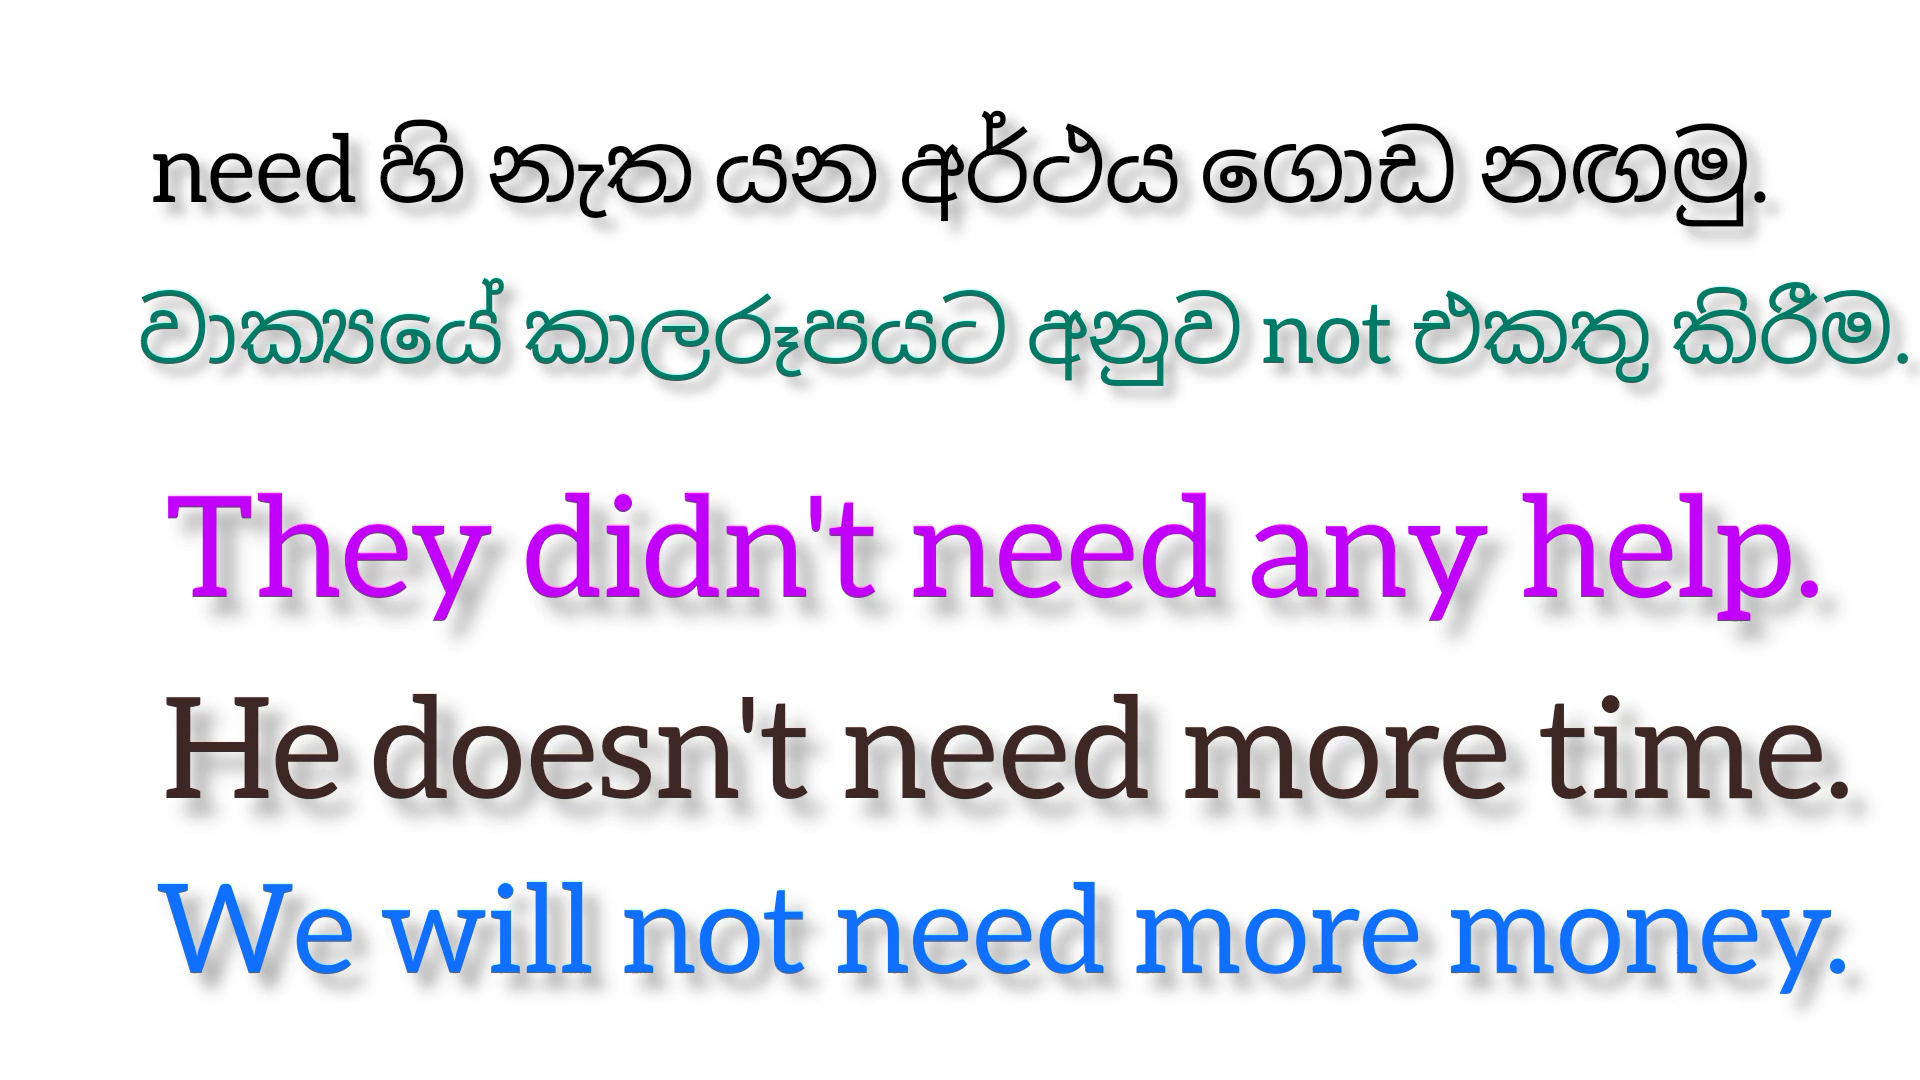 need හි නැත යන අර්ථය ගොඩ නඟමු.
වාක්‍යයේ කාලරූපයට අනුව not එකතු කිරීම.
They didn't need any help.
He doesn't need more time.
We will not need more money.